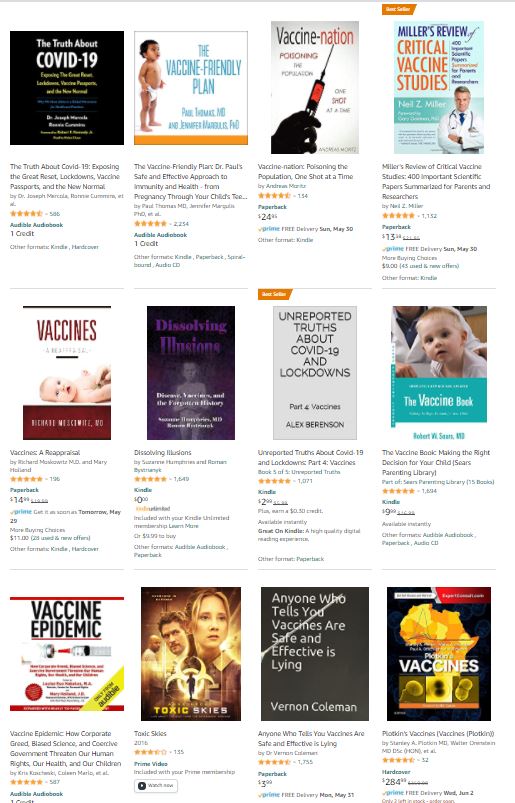 Best Seller
The Truth About
COVID-19
Exposing The Great Reset,
Lockdowns, Vaccine Passports,
and the New Normal
Dr. Joseph Mercola
Ronnie Cummins
THE
VACCINE-FRIENDLY
PLAN
PAUL THOMAS, MD
AND JENNIFER MARGULIS, PhD
Vaccine-nation
POISONING
THE
POPULATION
ONE
SHOT
AT A TIME
ANDREAS MORITZ
MILLER'S REVIEW of
CRITICAL
VACCINE
STUDIES
400
Important
Scientific
Papers
Summarized
for Parents
and
Researchers
Neil Z. Miller
The Truth About Covid-19: Exposing
the Great Reset, Lockdowns, Vaccine
Passports, and the New Normal
by Dr. Joseph Mercola, Ronnie Cummins, et
al.
586
Audible Audiobook
1 Credit
Other formats: Kindle , Hardcover
The Vaccine-Friendly Plan: Dr. Paul's
Safe and Effective Approach to
Immunity and Health - from
Pregnancy Through Your Child's Tee...
by Paul Thomas MD, Jennifer Margulis
PhD, et al.
2,234
Audible Audiobook
1 Credit
Other formats: Kindle , Paperback , Spiral-
bound , Audio CD
Vaccine-nation: Poisoning the
Population, One Shot at a Time
by Andreas Moritz
134
Paperback
$24.95
prime FREE Delivery Sun, May 30
Other format: Kindle
Miller's Review of Critical Vaccine
Studies: 400 Important Scientific
Papers Summarized for Parents and
Researchers
by Neil Z. Miller
1,132
Paperback
prime FREE Delivery Sun, May 30
More Buying Choices
$9.00 (43 used & new offers)
Other format: Kindle
Best Seller
VACCINES
A REAPPRAISAL
RICHARD MOSKOWITZ, MD
Dissolving
Illusions
Disease, Vaccines, and
the Forgotten History
Suzanne Humphries, MD
Roman Bystrianyk
UNREPORTED
TRUTHS
ABOUT
COVID-19
AND
LOCKDOWNS
Part 4: Vaccines
ALEX BERENSON
The Vaccine Book
Robert W. Sears, MD
Vaccines: A Reappraisal
by Richard Moskowitz M.D. and Mary
Holland
196
Paperback
$14.99
prime Get it as soon as Tomorrow, May
29
More Buying Choices
$11.00 (28 used & new offers)
Other formats: Kindle , Hardcover
Dissolving Illusions
by Suzanne Humphries and Roman
Bystrianyk
1,649
Kindle
$0.00
kindleunlimited
Included with your Kindle Unlimited
membership Learn More
Or $9.99 to buy
Other formats: Audible Audiobook ,
Paperback
Unreported Truths About Covid-19
and Lockdowns: Part 4: Vaccines
Book 5 of 5: Unreported Truths
1,071
Kindle
$2.99
Plus, earn a $0.30 credit.
Available instantly
Great On Kindle: A high quality digital
reading experience.
Other format: Paperback
The Vaccine Book: Making the Right
Decision for Your Child (Sears
Parenting Library)
Part of: Sears Parenting Library (15 Books)
1,694
Kindle
$9.99
Available instantly
Other formats: Audible Audiobook ,
Paperback , Audio CD
VACCINE
EPIDEMIC
ONLY FROM
audible
TOXIC SKIES
Anyone Who
Tells You
Vaccines Are
Safe and
Effective is
Lying
Vernon Coleman
ExpertConsult.com
Plotkin's
VACCINES
Vaccine Epidemic: How Corporate
Greed, Biased Science, and Coercive
Government Threaten Our Human
Rights, Our Health, and Our Children
by Kris Koscheski, Coleen Marlo, et al.
587
Audible Audiobook
1 Credit
Toxic Skies
2016
135
Prime Video
Included with your Prime membership
Watch now
Anyone Who Tells You Vaccines Are
Safe and Effective is Lying
by Dr Vernon Coleman
1,755
Paperback
$3.99
prime FREE Delivery Mon, May 31
Plotkin's Vaccines (Vaccines (Plotkin))
by Stanley A. Plotkin MD, Walter Orenstein
MD DSc (HON), et al.
32
Hardcover
prime FREE Delivery Wed, Jun 2